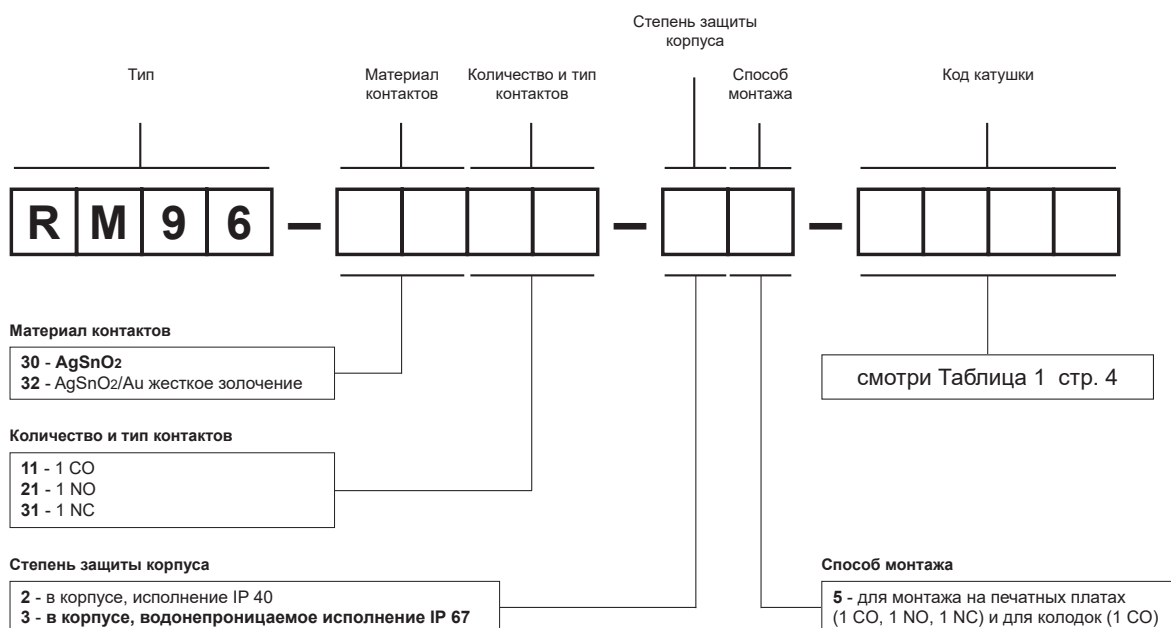 Степень защиты
корпуса
Тип
Материал
контактов
Количество и тип
контактов
Способ
монтажа
Код катушки
RM96 – – –
Материал контактов
30 - AgSnO2
32 - AgSnO2/Au жесткое золочение
смотри Таблица 1 стр. 4
Количество и тип контактов
11 - 1 CO
21 - 1 NO
31 - 1 NC
Степень защиты корпуса
2 - в корпусе, исполнение IP 40
3 - в корпусе, водонепроницаемое исполнение IP 67
Способ монтажа
5 - для монтажа на печатных платах
(1 CO, 1 NO, 1 NC) и для колодок (1 CO)